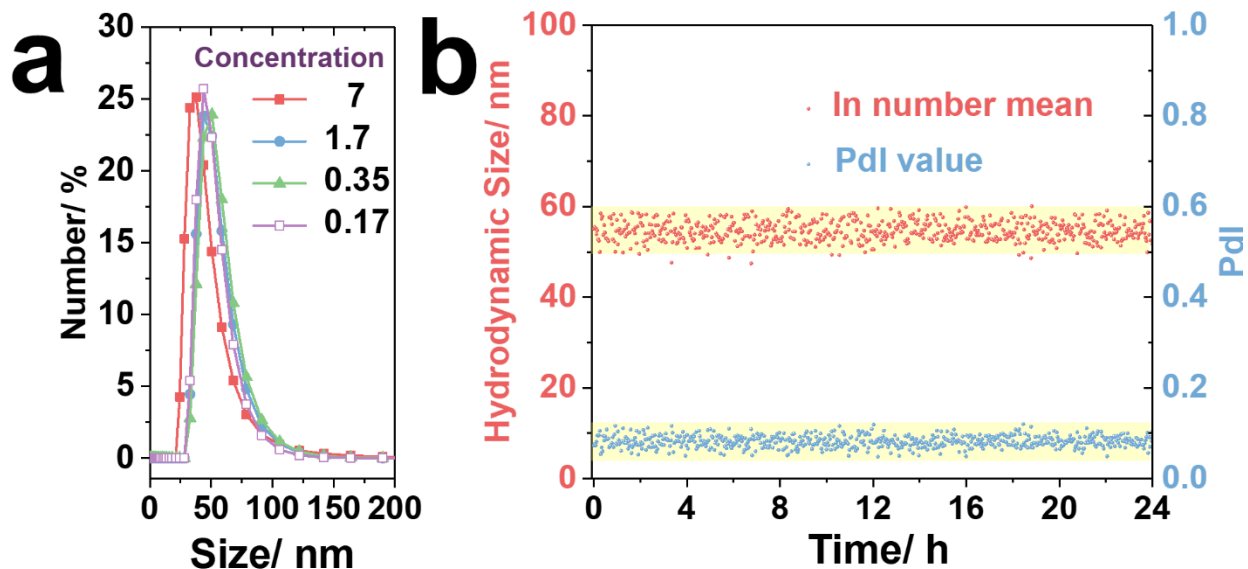 a
Number/ %
30
25
20
15
10
5
0
0 50 100 150 200
Size/ nm
Concentration
7
1.7
0.35
0.17
b
Hydrodynamic Size/ nm
100
80
60
40
20
0
In number mean
PdI value
0 4 8 12 16 20 24
Time/ h
1.0
0.8
0.6
0.4
0.2
0.0
PdI